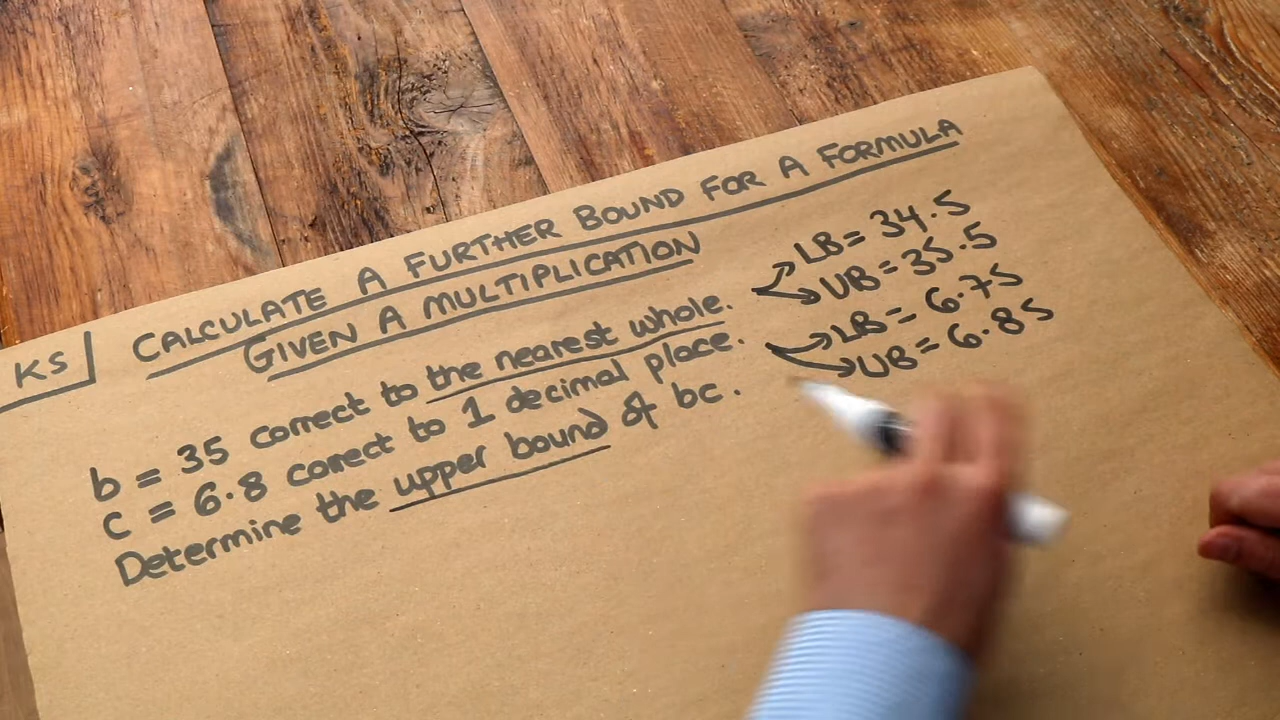 KS
CALCULATE A FURTHER BOUND FOR A FORMULA
GIVEN A MULTIPLICATION
b = 35 correct to the nearest whole.
LB = 34.5
UB = 35.5
c = 6.8 correct to 1 decimal place.
LB = 6.75
UB = 6.85
Determine the upper bound of bc.